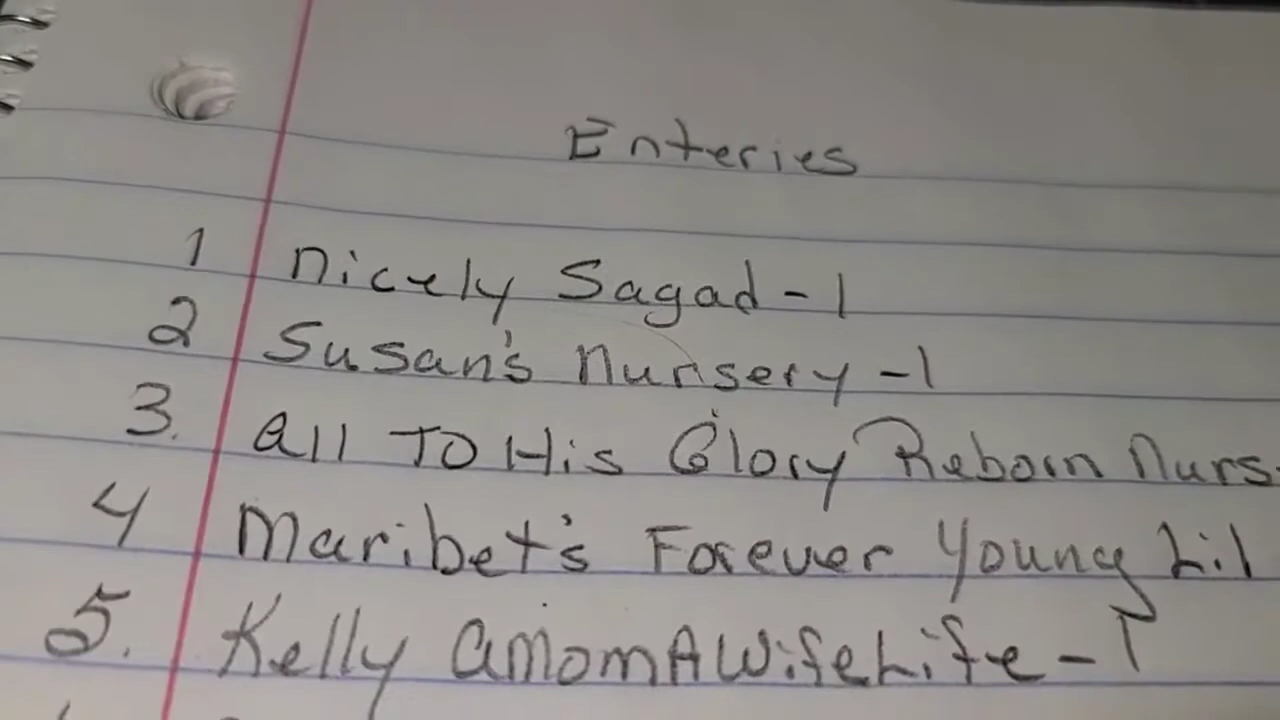 Enteries
1 Nicely Sagad - 1
2 Susan's Nursery - 1
3. All To His Glory Reborn Nurs
4 Maribet's Forever Young Lil
5. Kelly AMomAWifeLife - 1